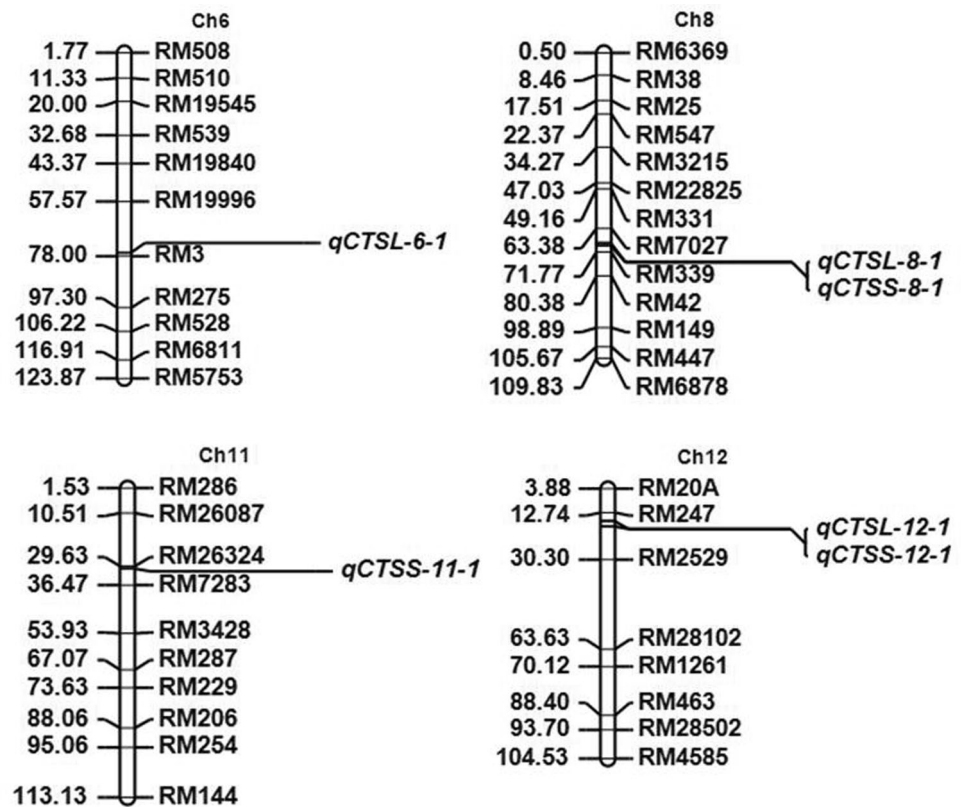 Ch6
1.77 RM508
11.33 RM510
20.00 RM19545
32.68 RM539
43.37 RM19840
57.57 RM19996
qCTSL-6-1
78.00 RM3
97.30 RM275
106.22 RM528
116.91 RM6811
123.87 RM5753
Ch8
0.50 RM6369
8.46 RM38
17.51 RM25
22.37 RM547
34.27 RM3215
47.03 RM22825
49.16 RM331
63.38 RM7027
qCTSL-8-1
71.77 RM339
qCTSS-8-1
80.38 RM42
98.89 RM149
105.67 RM447
109.83 RM6878
Ch11
1.53 RM286
10.51 RM26087
29.63 RM26324
qCTSS-11-1
36.47 RM7283
53.93 RM3428
67.07 RM287
73.63 RM229
88.06 RM206
95.06 RM254
113.13 RM144
Ch12
3.88 RM20A
12.74 RM247
qCTSL-12-1
qCTSS-12-1
30.30 RM2529
63.63 RM28102
70.12 RM1261
88.40 RM463
93.70 RM28502
104.53 RM4585